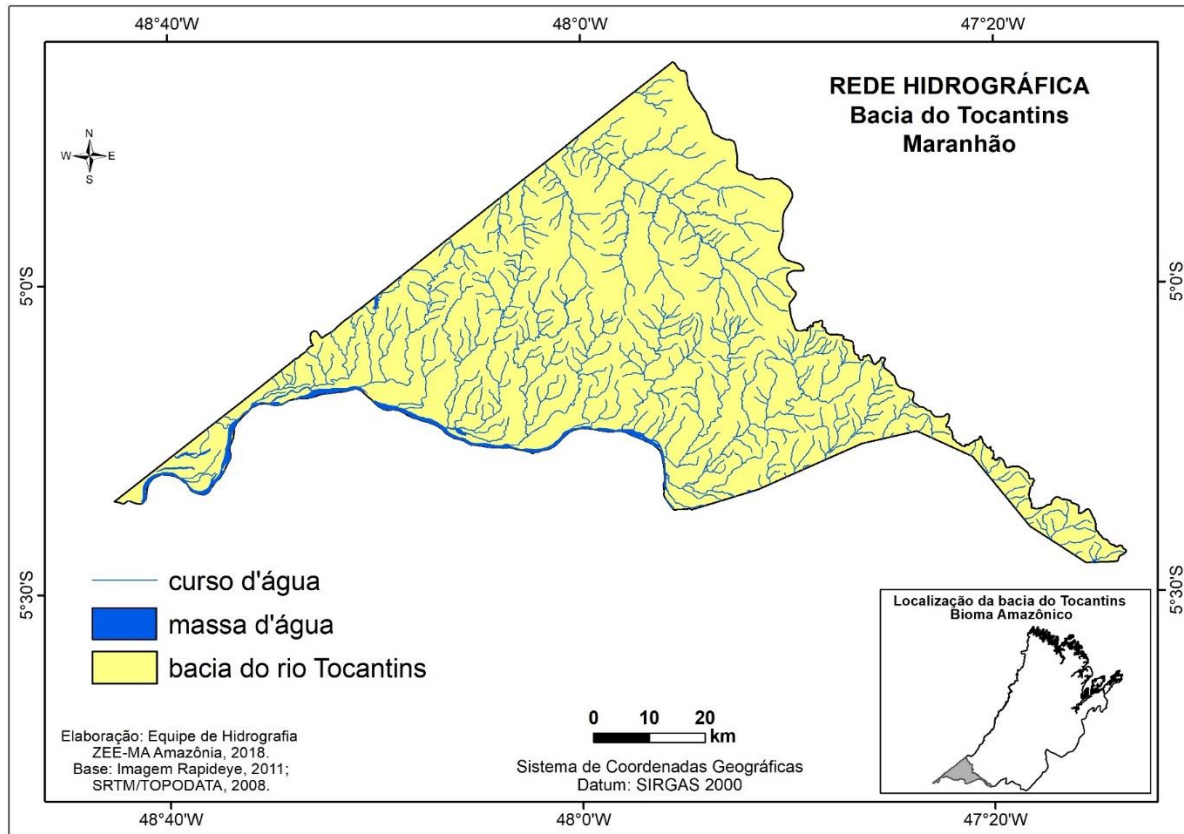 48°40'W 48°0'W 47°20'W
REDE HIDROGRÁFICA
Bacia do Tocantins
Maranhão
N
W E
S
5°0'S 5°0'S
curso d'água
massa d'água
bacia do rio Tocantins
5°30'S 5°30'S
Localização da bacia do Tocantins
Bioma Amazônico
Elaboração: Equipe de Hidrografia
ZEE-MA Amazônia, 2018.
Base: Imagem Rapideye, 2011;
SRTM/TOPODATA, 2008.
0 10 20
km
Sistema de Coordenadas Geográficas
Datum: SIRGAS 2000
48°40'W 48°0'W 47°20'W